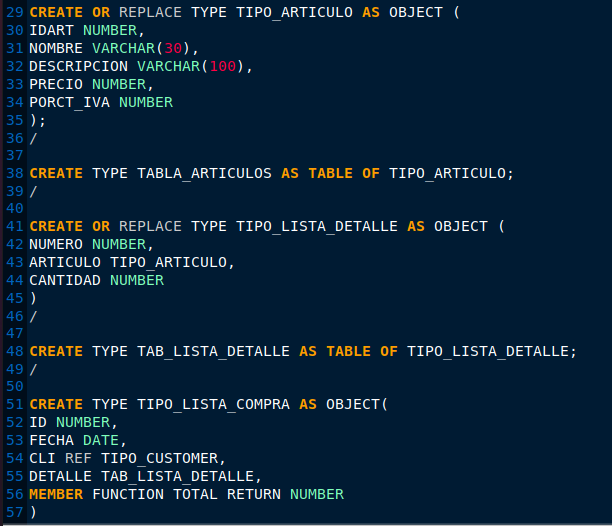 29 CREATE OR REPLACE TYPE TIPO_ARTICULO AS OBJECT (
30 IDART NUMBER,
31 NOMBRE VARCHAR(30),
32 DESCRIPCION VARCHAR(100),
33 PRECIO NUMBER,
34 PORCT_IVA NUMBER
35 );
36 /
37
38 CREATE TYPE TABLA_ARTICULOS AS TABLE OF TIPO_ARTICULO;
39 /
40
41 CREATE OR REPLACE TYPE TIPO_LISTA_DETALLE AS OBJECT (
42 NUMERO NUMBER,
43 ARTICULO TIPO_ARTICULO,
44 CANTIDAD NUMBER
45 )
46 /
47
48 CREATE TYPE TAB_LISTA_DETALLE AS TABLE OF TIPO_LISTA_DETALLE;
49 /
50
51 CREATE TYPE TIPO_LISTA_COMPRA AS OBJECT(
52 ID NUMBER,
53 FECHA DATE,
54 CLI REF TIPO_CUSTOMER,
55 DETALLE TAB_LISTA_DETALLE,
56 MEMBER FUNCTION TOTAL RETURN NUMBER
57 )